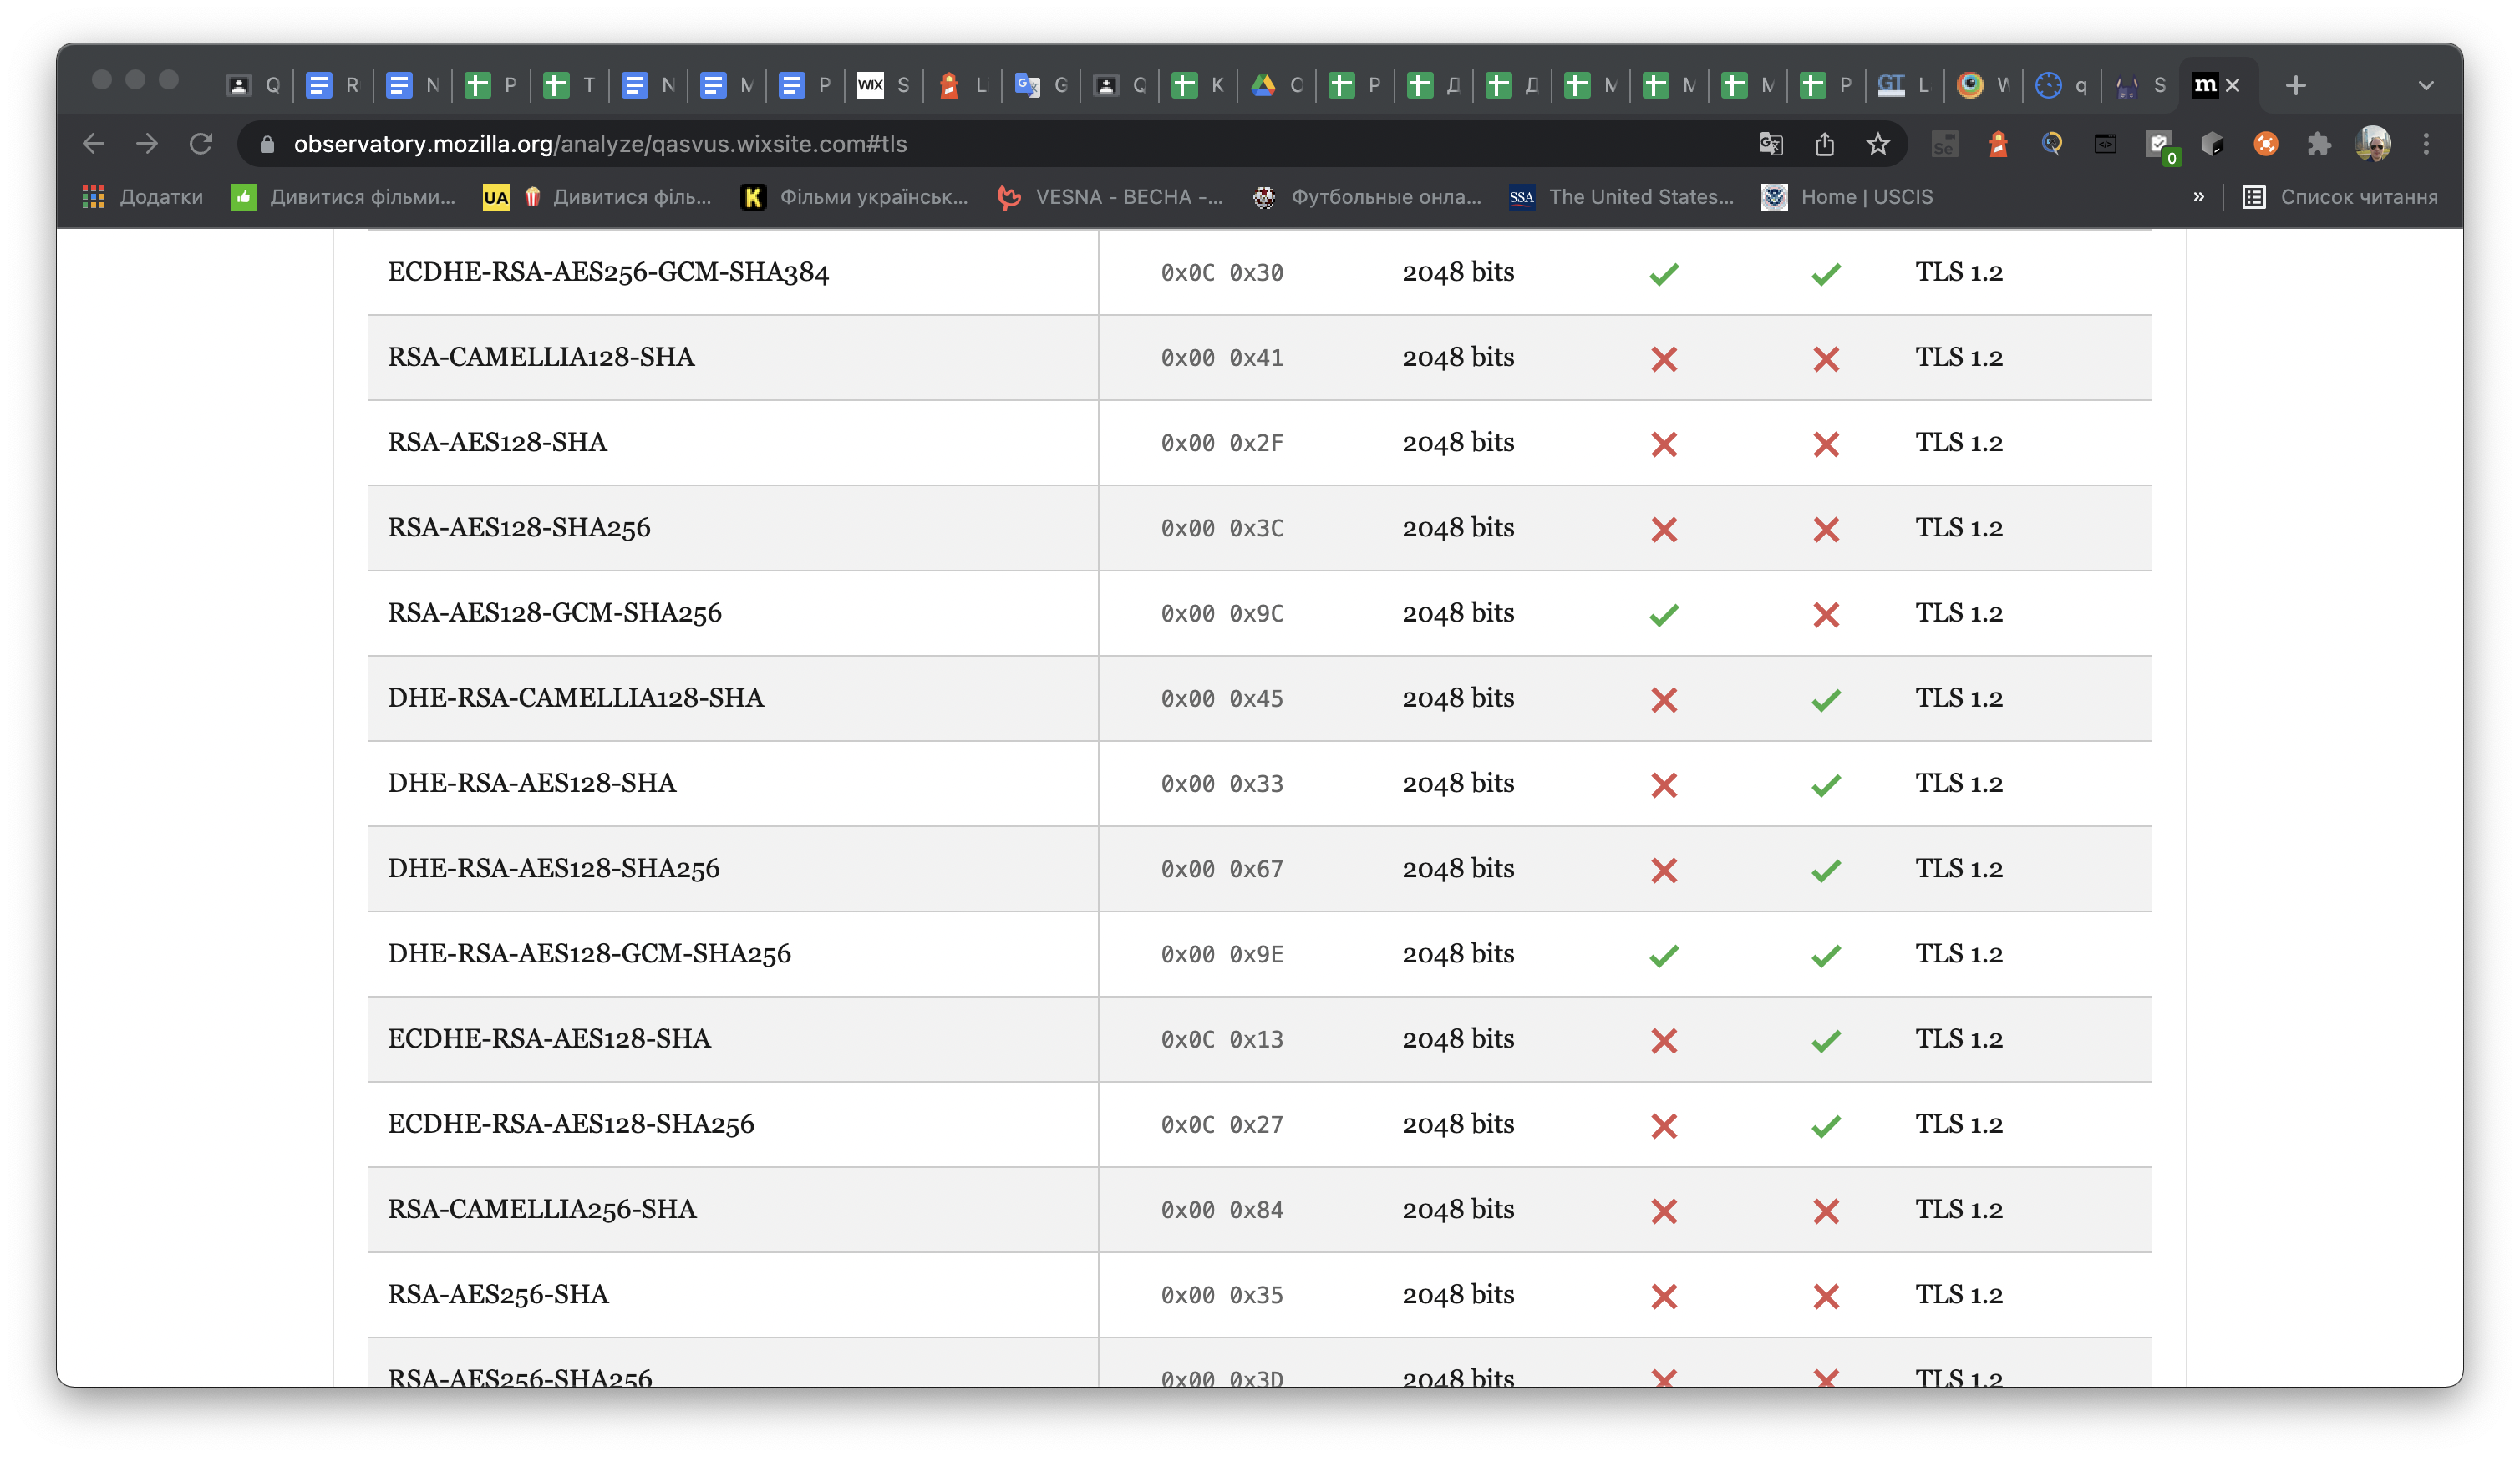 Q R N P T N M P WIX S L G Q K O P Д Д M M M P GT L W q S m
observatory.mozilla.org/analyze/qasvus.wixsite.com#tls
Se 0
Додатки Дивитися фільми... UA Дивитися філь... K Фільми українськ... VESNA - ВЕСНА -... Футбольные онла... SSA The United States... Home | USCIS » Список читання
ECDHE-RSA-AES256-GCM-SHA384 0x0C 0x30 2048 bits TLS 1.2
RSA-CAMELLIA128-SHA 0x00 0x41 2048 bits TLS 1.2
RSA-AES128-SHA 0x00 0x2F 2048 bits TLS 1.2
RSA-AES128-SHA256 0x00 0x3C 2048 bits TLS 1.2
RSA-AES128-GCM-SHA256 0x00 0x9C 2048 bits TLS 1.2
DHE-RSA-CAMELLIA128-SHA 0x00 0x45 2048 bits TLS 1.2
DHE-RSA-AES128-SHA 0x00 0x33 2048 bits TLS 1.2
DHE-RSA-AES128-SHA256 0x00 0x67 2048 bits TLS 1.2
DHE-RSA-AES128-GCM-SHA256 0x00 0x9E 2048 bits TLS 1.2
ECDHE-RSA-AES128-SHA 0x0C 0x13 2048 bits TLS 1.2
ECDHE-RSA-AES128-SHA256 0x0C 0x27 2048 bits TLS 1.2
RSA-CAMELLIA256-SHA 0x00 0x84 2048 bits TLS 1.2
RSA-AES256-SHA 0x00 0x35 2048 bits TLS 1.2
RSA-AES256-SHA256 0x00 0x3D 2048 bits TLS 1.2